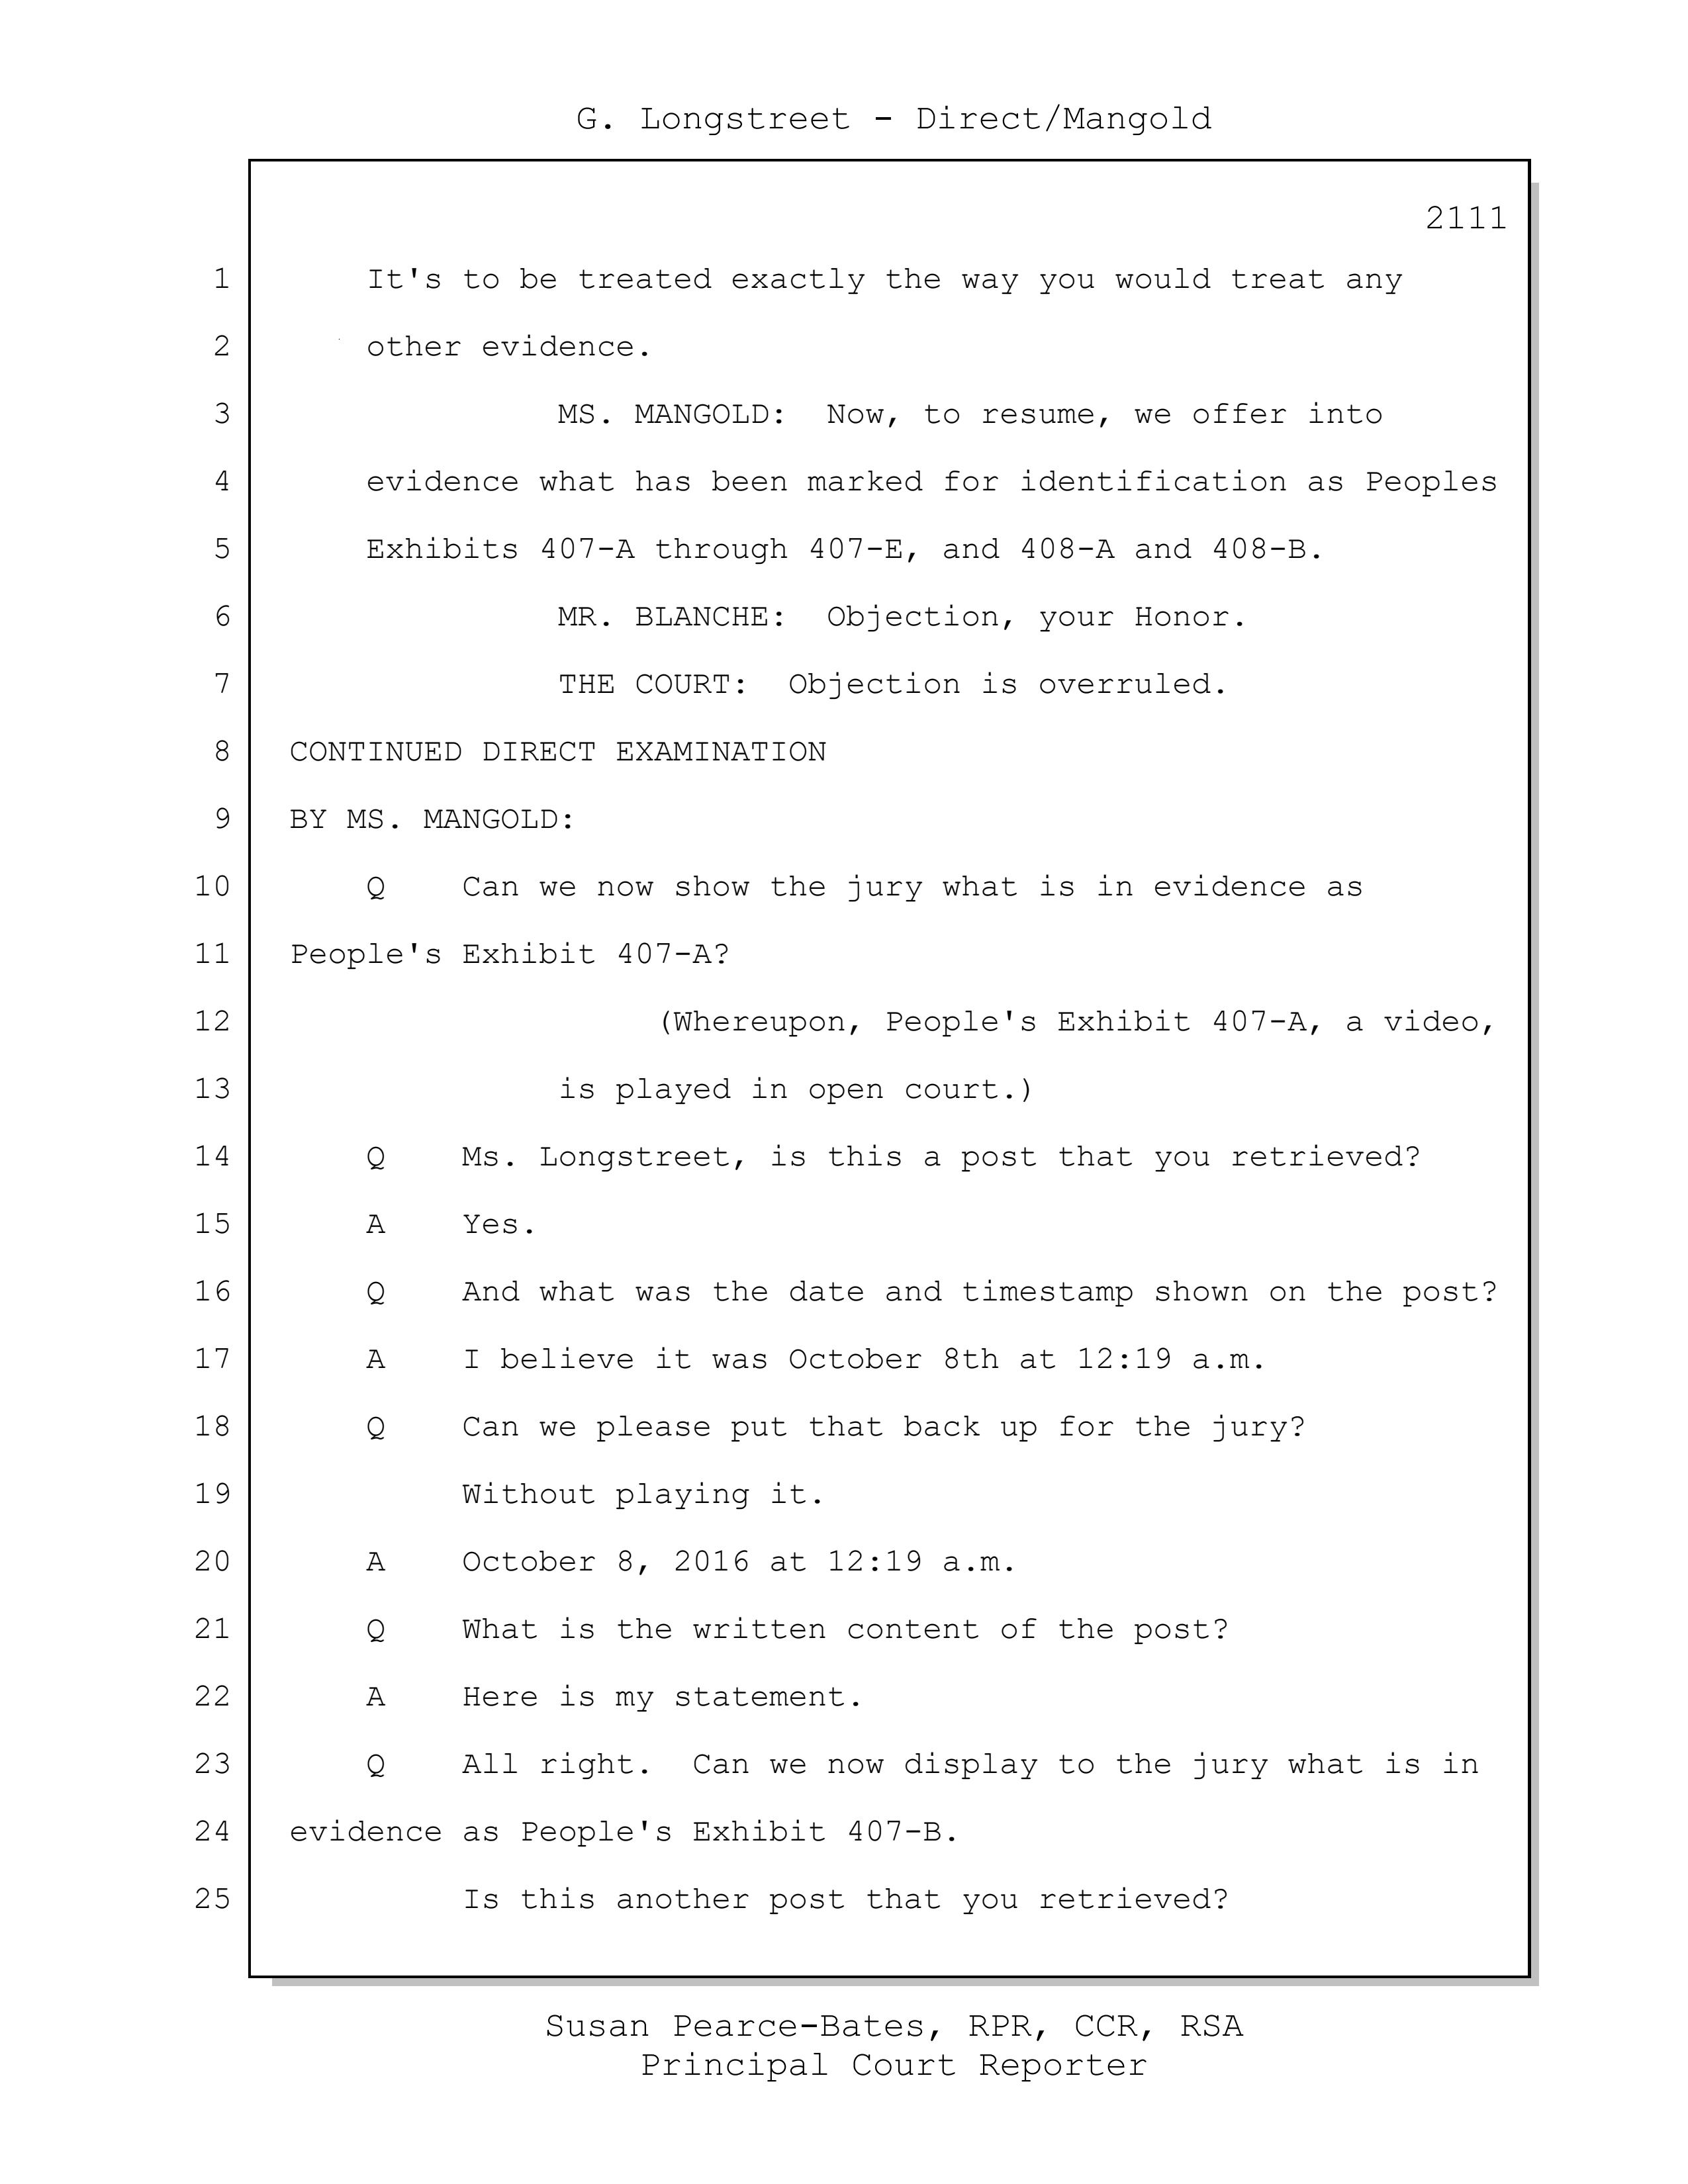 G. Longstreet - Direct/Mangold
2111
1 It's to be treated exactly the way you would treat any
2 other evidence.
3 MS. MANGOLD: Now, to resume, we offer into
4 evidence what has been marked for identification as Peoples
5 Exhibits 407-A through 407-E, and 408-A and 408-B.
6 MR. BLANCHE: Objection, your Honor.
7 THE COURT: Objection is overruled.
8 CONTINUED DIRECT EXAMINATION
9 BY MS. MANGOLD:
10 Q Can we now show the jury what is in evidence as
11 People's Exhibit 407-A?
12 (Whereupon, People's Exhibit 407-A, a video,
13 is played in open court.)
14 Q Ms. Longstreet, is this a post that you retrieved?
15 A Yes.
16 Q And what was the date and timestamp shown on the post?
17 A I believe it was October 8th at 12:19 a.m.
18 Q Can we please put that back up for the jury?
19 Without playing it.
20 A October 8, 2016 at 12:19 a.m.
21 Q What is the written content of the post?
22 A Here is my statement.
23 Q All right. Can we now display to the jury what is in
24 evidence as People's Exhibit 407-B.
25 Is this another post that you retrieved?
Susan Pearce-Bates, RPR, CCR, RSA
Principal Court Reporter